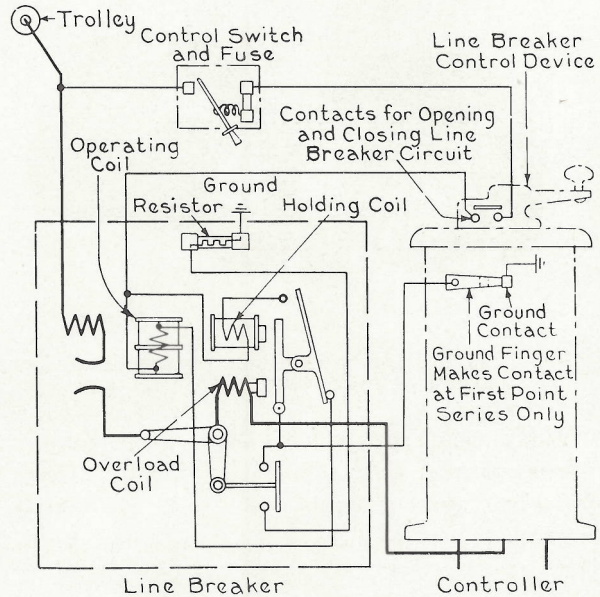 Trolley
Control Switch
and Fuse
Line Breaker
Control Device
Contacts for Opening
and Closing Line
Breaker Circuit
Operating
Coil
Ground
Resistor
Holding Coil
Ground
Contact
Ground Finger
Makes Contact
at First Point
Series Only
Overload
Coil
Line Breaker
Controller